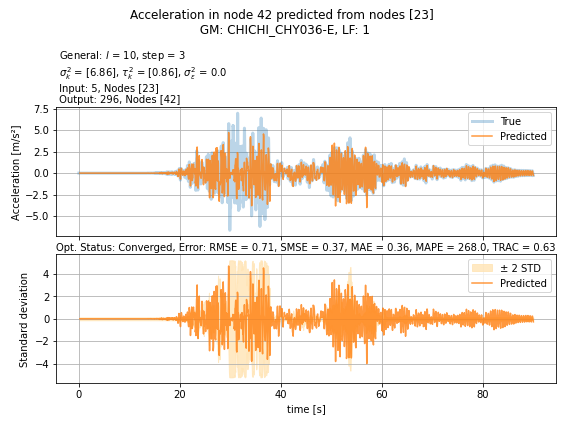 Acceleration in node 42 predicted from nodes [23]
GM: CHICHI_CHY036-E, LF: 1
General: l = 10, step = 3
σ²ₖ = [6.86], τ²ₖ = [0.86], σ²ε = 0.0
Input: 5, Nodes [23]
Output: 296, Nodes [42]
Acceleration [m/s²]
7.5
5.0
2.5
0.0
−2.5
−5.0
True
Predicted
Opt. Status: Converged, Error: RMSE = 0.71, SMSE = 0.37, MAE = 0.36, MAPE = 268.0, TRAC = 0.63
Standard deviation
4
2
0
−2
−4
± 2 STD
Predicted
0 20 40 60 80
time [s]